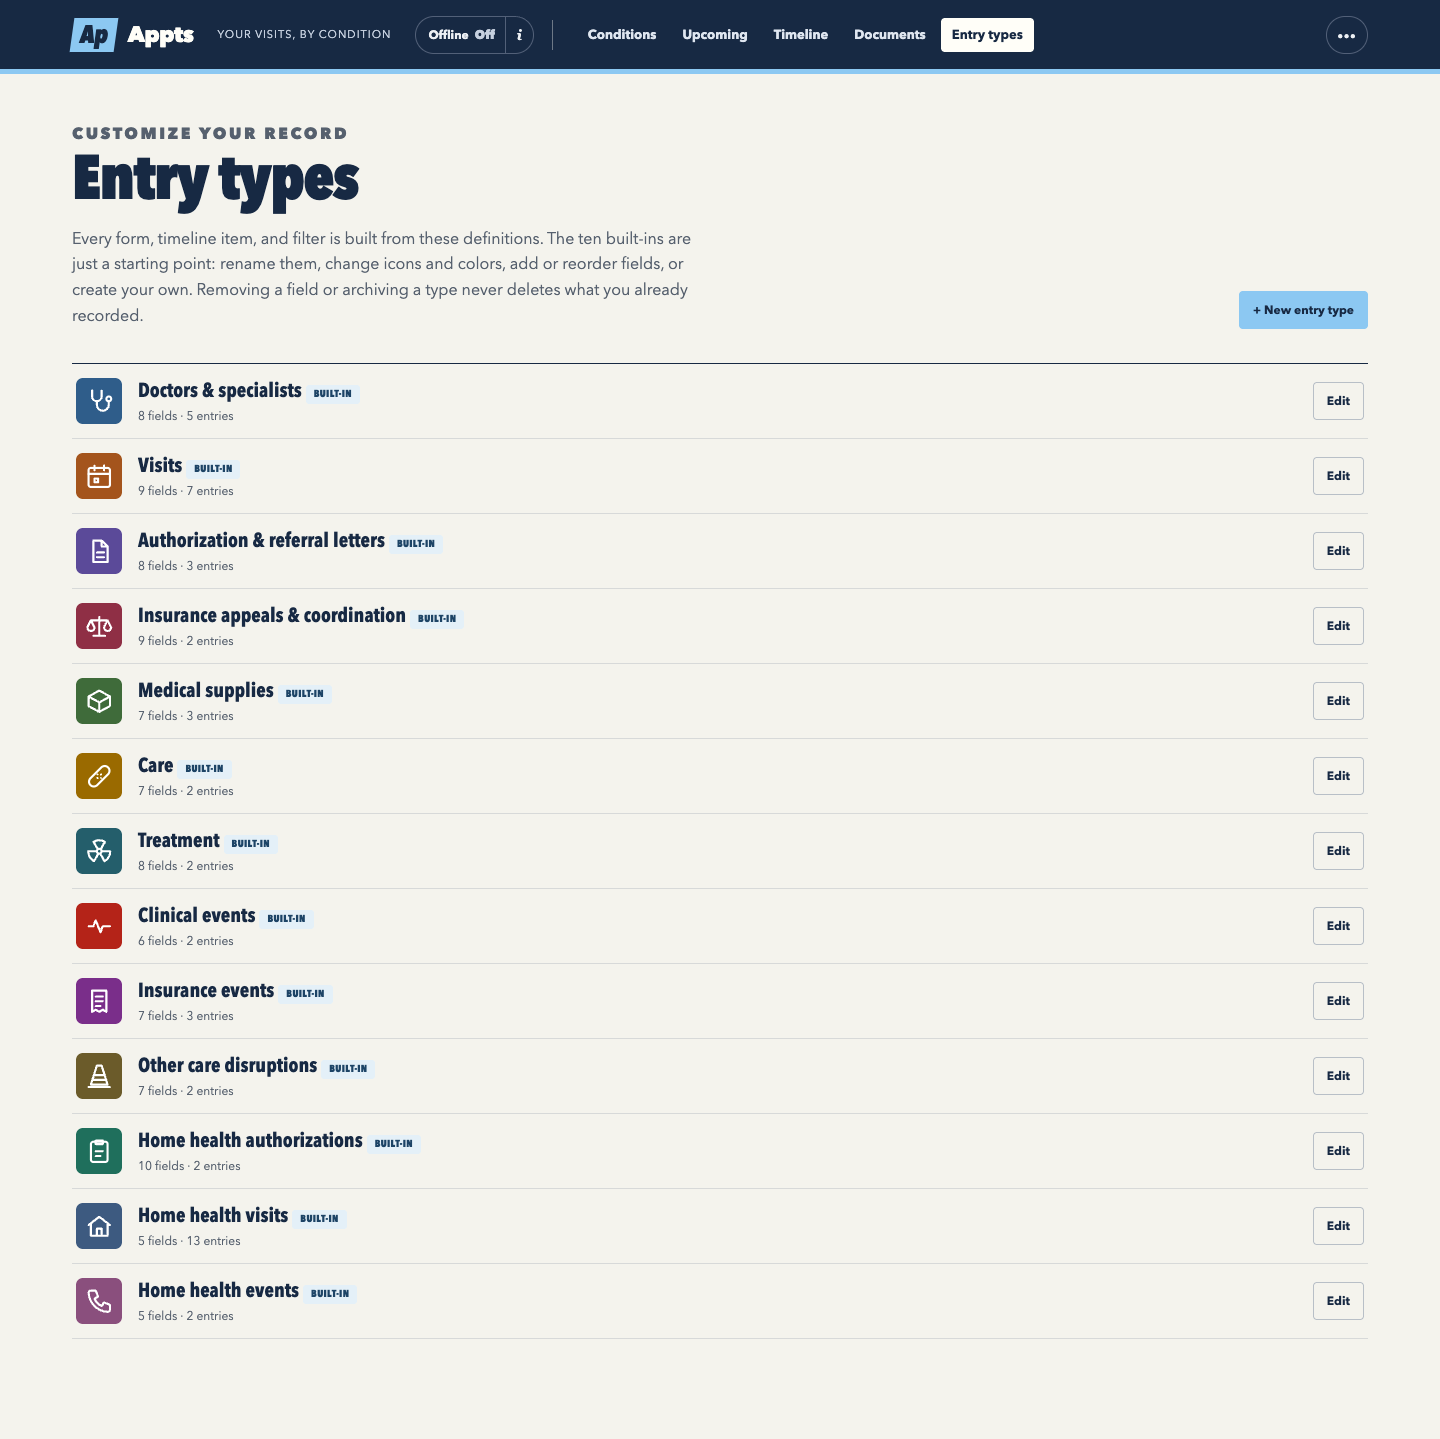 Ap Appts YOUR VISITS, BY CONDITION Offline Off i Conditions Upcoming Timeline Documents Entry types
CUSTOMIZE YOUR RECORD
Entry types
Every form, timeline item, and filter is built from these definitions. The ten built-ins are
just a starting point: rename them, change icons and colors, add or reorder fields, or
create your own. Removing a field or archiving a type never deletes what you already
recorded.
+ New entry type
Doctors & specialists BUILT-IN
8 fields · 5 entries
Edit
Visits BUILT-IN
9 fields · 7 entries
Edit
Authorization & referral letters BUILT-IN
8 fields · 3 entries
Edit
Insurance appeals & coordination BUILT-IN
9 fields · 2 entries
Edit
Medical supplies BUILT-IN
7 fields · 3 entries
Edit
Care BUILT-IN
7 fields · 2 entries
Edit
Treatment BUILT-IN
8 fields · 2 entries
Edit
Clinical events BUILT-IN
6 fields · 2 entries
Edit
Insurance events BUILT-IN
7 fields · 3 entries
Edit
Other care disruptions BUILT-IN
7 fields · 2 entries
Edit
Home health authorizations BUILT-IN
10 fields · 2 entries
Edit
Home health visits BUILT-IN
5 fields · 13 entries
Edit
Home health events BUILT-IN
5 fields · 2 entries
Edit